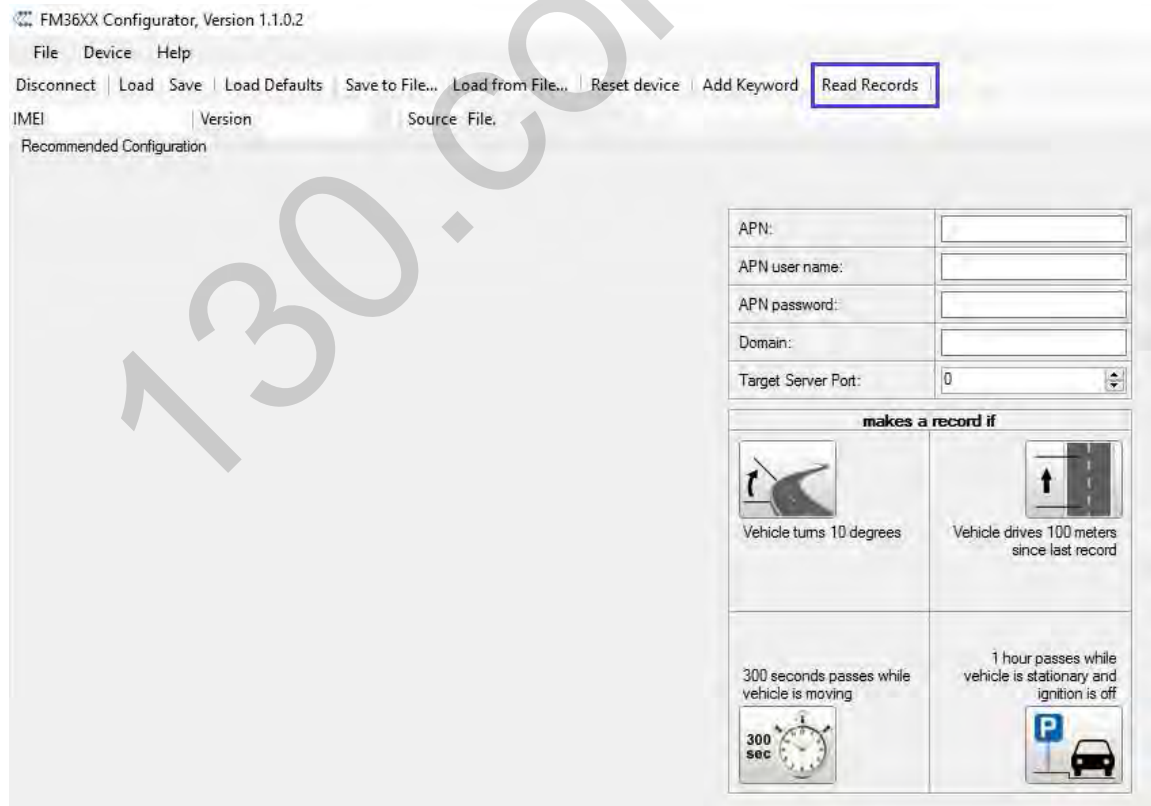 FM36XX Configurator, Version 1.1.0.2
File Device Help
Disconnect Load Save Load Defaults Save to File... Load from File... Reset device Add Keyword Read Records
IMEI Version Source File.
Recommended Configuration
APN:
APN user name:
APN password:
Domain:
Target Server Port: 0
makes a record if
Vehicle turns 10 degrees
Vehicle drives 100 meters
since last record
300 seconds passes while
vehicle is moving
300
sec
1 hour passes while
vehicle is stationary and
ignition is off
P